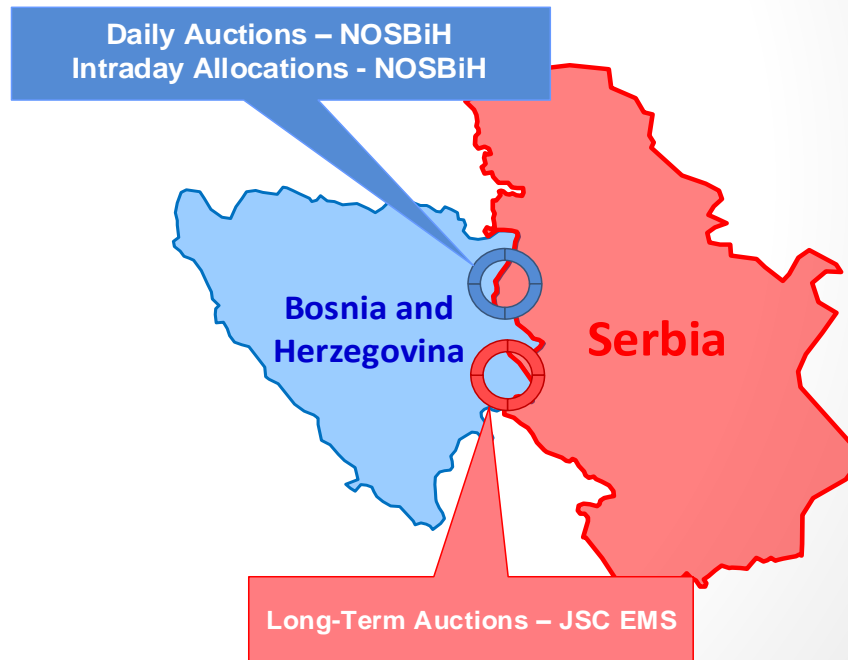 Daily Auctions – NOSBiH
Intraday Allocations - NOSBiH
Bosnia and
Herzegovina
Serbia
Long-Term Auctions – JSC EMS